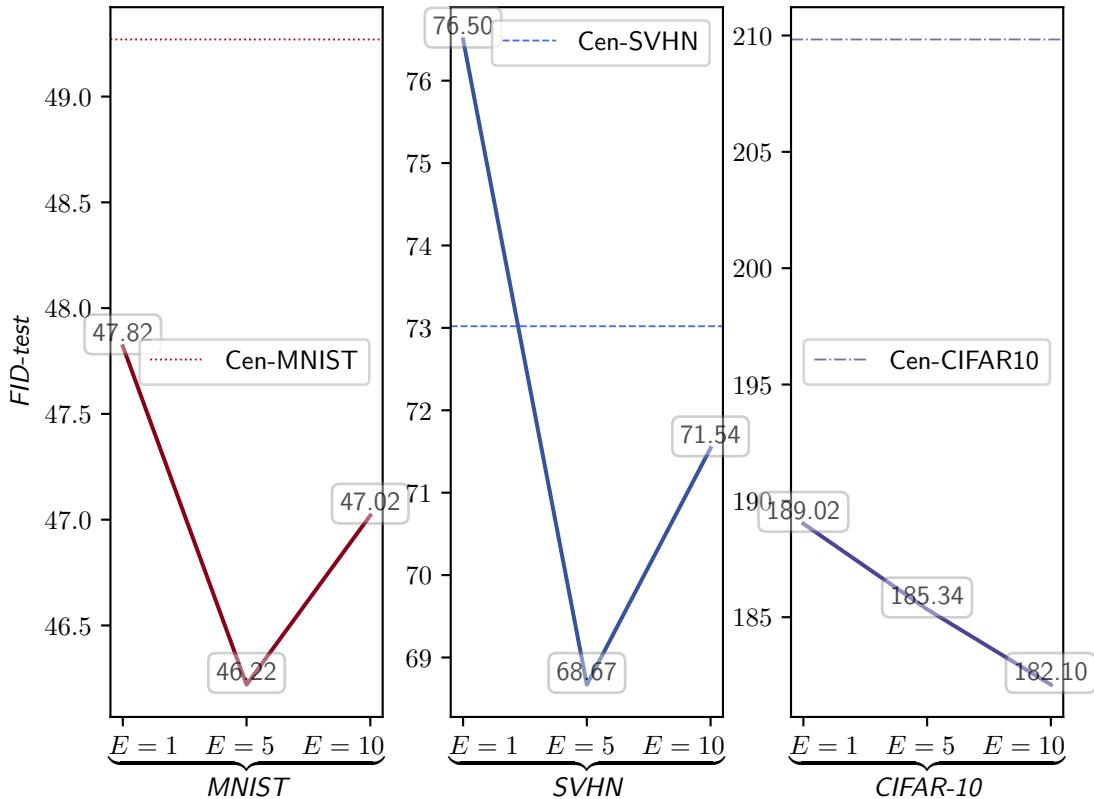 FID-test
49.0
48.5
48.0
47.5
47.0
46.5
47.82
46.22
47.02
Cen-MNIST
E = 1 E = 5 E = 10
MNIST
76
75
74
73
72
71
70
69
76.50
68.67
71.54
Cen-SVHN
E = 1 E = 5 E = 10
SVHN
210
205
200
195
190
185
189.02
185.34
182.10
Cen-CIFAR10
E = 1 E = 5 E = 10
CIFAR-10